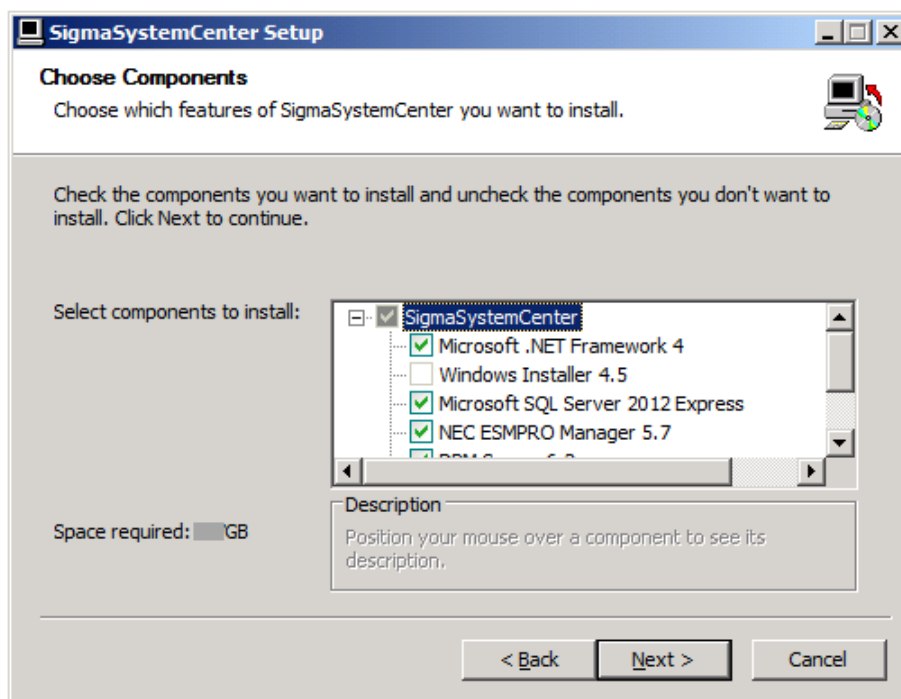 SigmaSystemCenter Setup
Choose Components
Choose which features of SigmaSystemCenter you want to install.
Check the components you want to install and uncheck the components you don't want to
install. Click Next to continue.
Select components to install:
SigmaSystemCenter
Microsoft .NET Framework 4
Windows Installer 4.5
Microsoft SQL Server 2012 Express
NEC ESMPRO Manager 5.7
Space required: GB
Description
Position your mouse over a component to see its
description.
< Back
Next >
Cancel